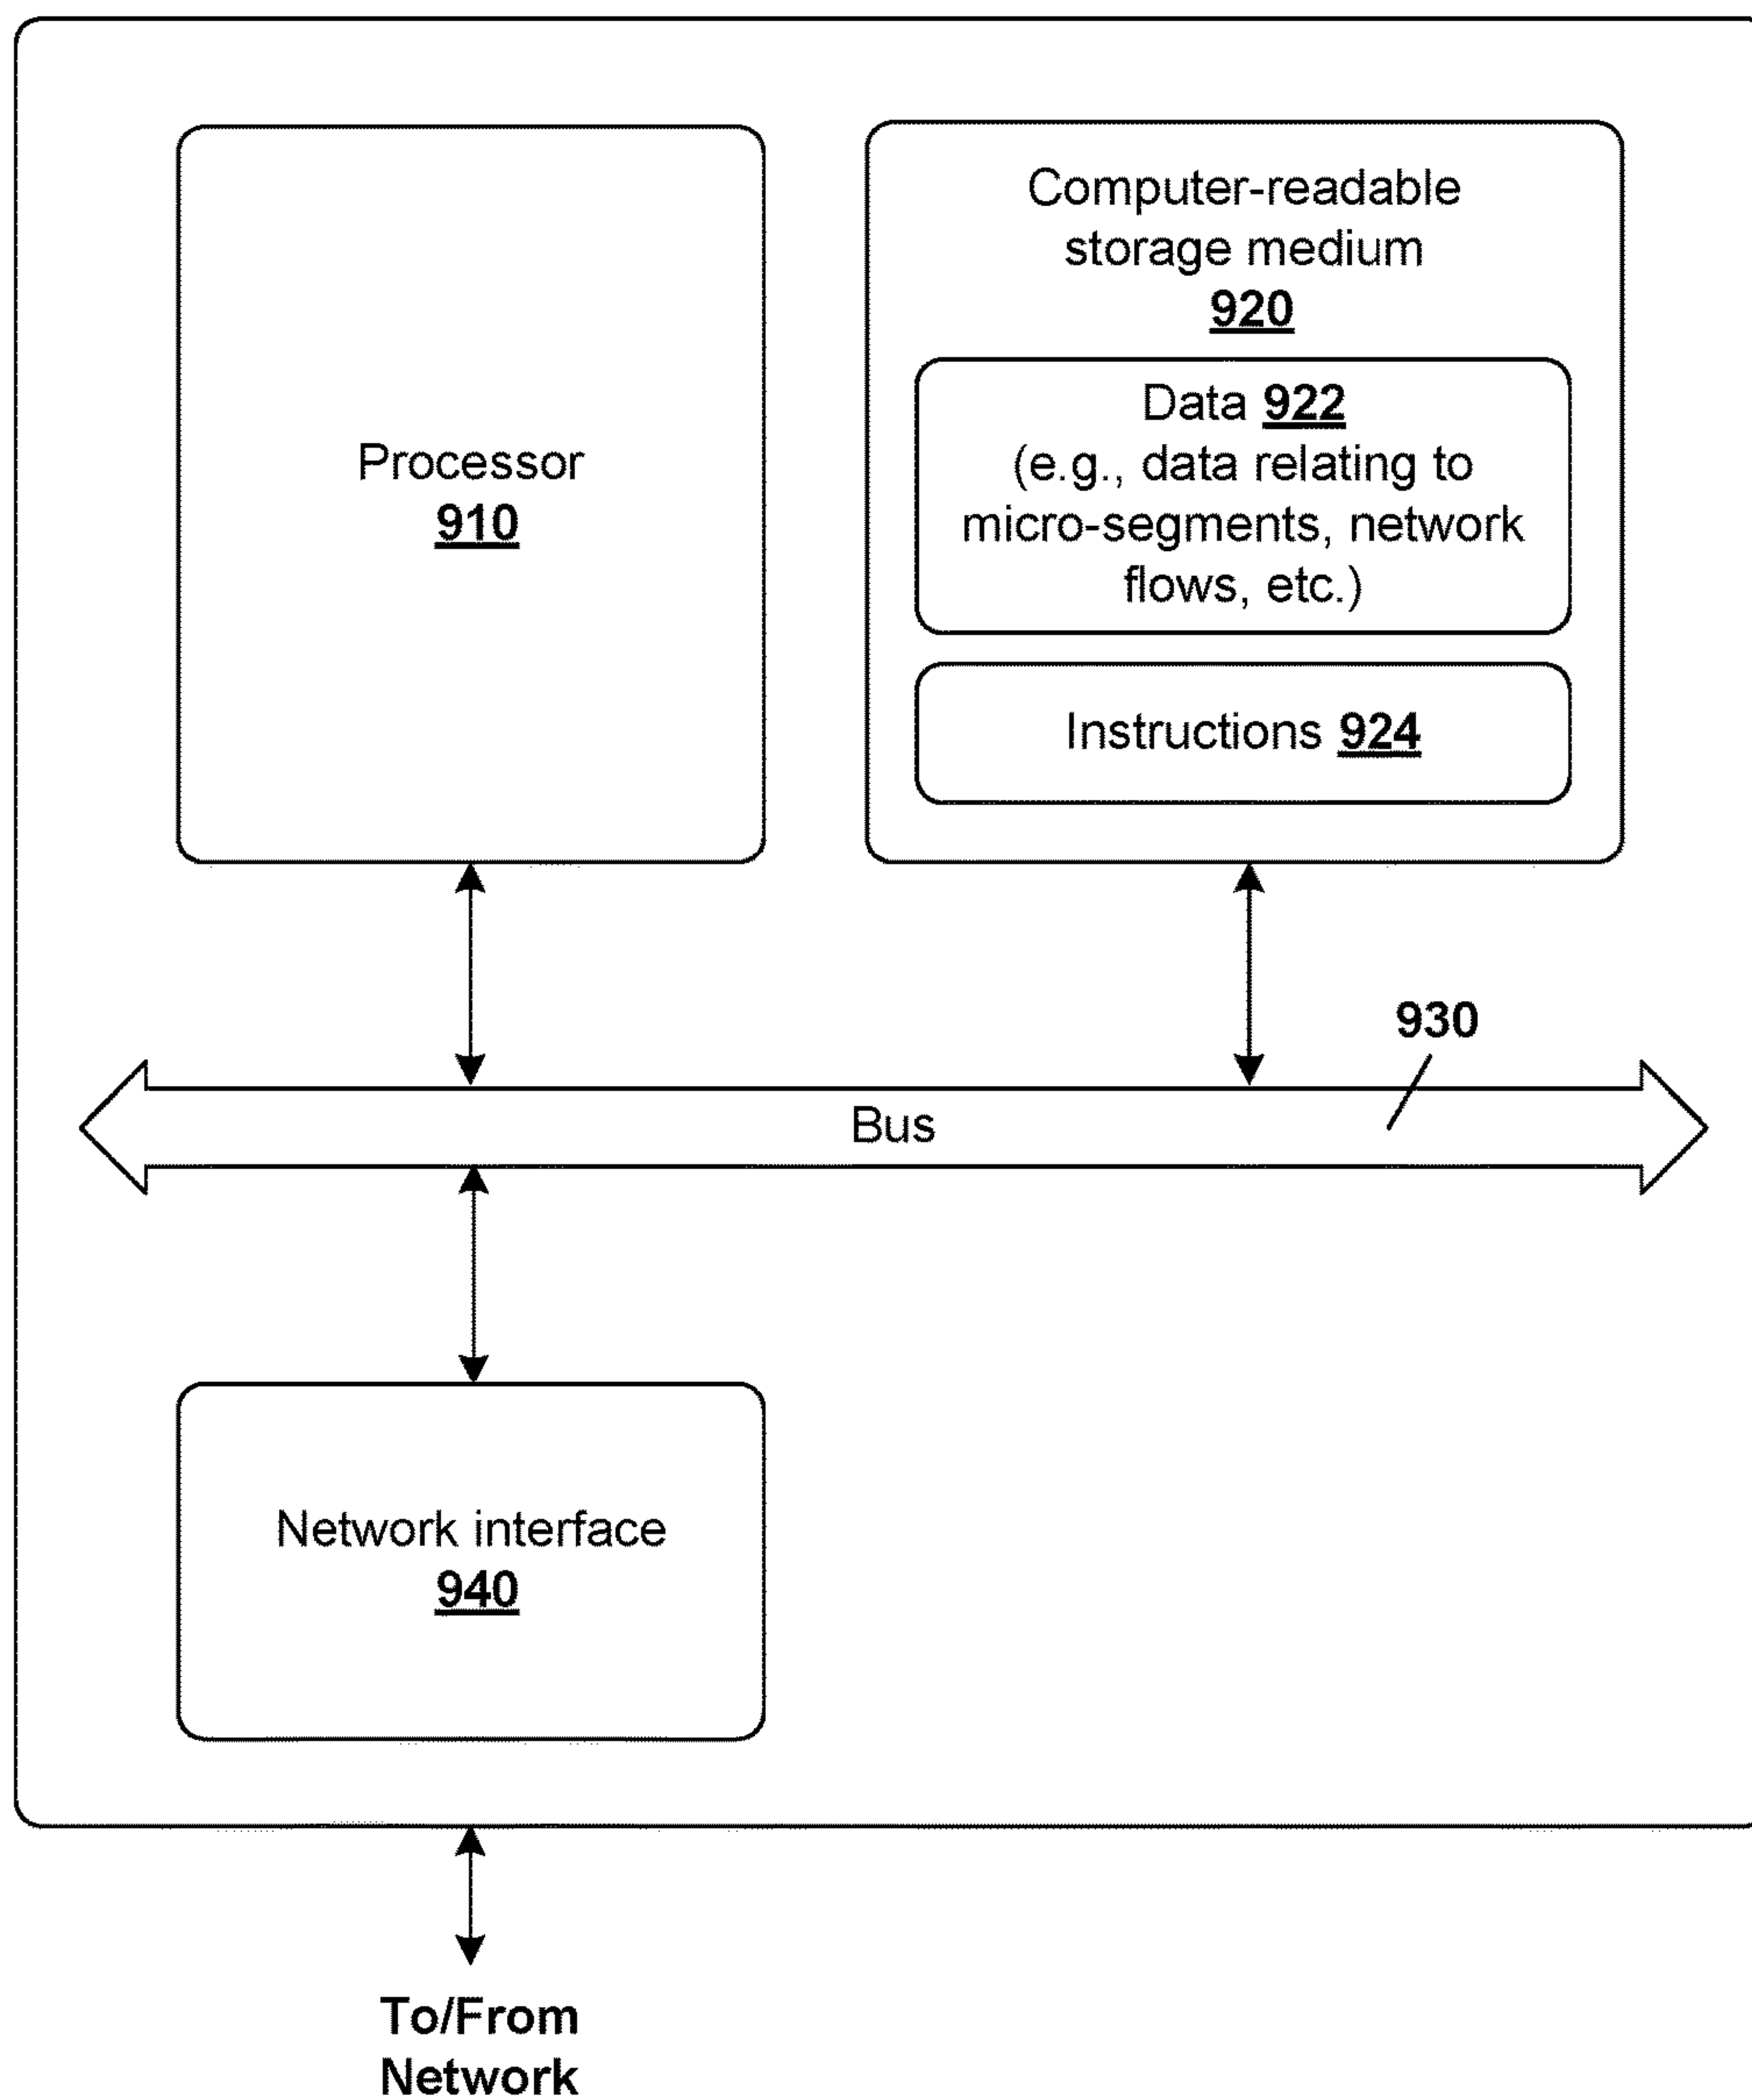 Processor
910
Computer-readable
storage medium
920
Data 922
(e.g., data relating to
micro-segments, network
flows, etc.)
Instructions 924
930
Bus
Network interface
940
To/From
Network